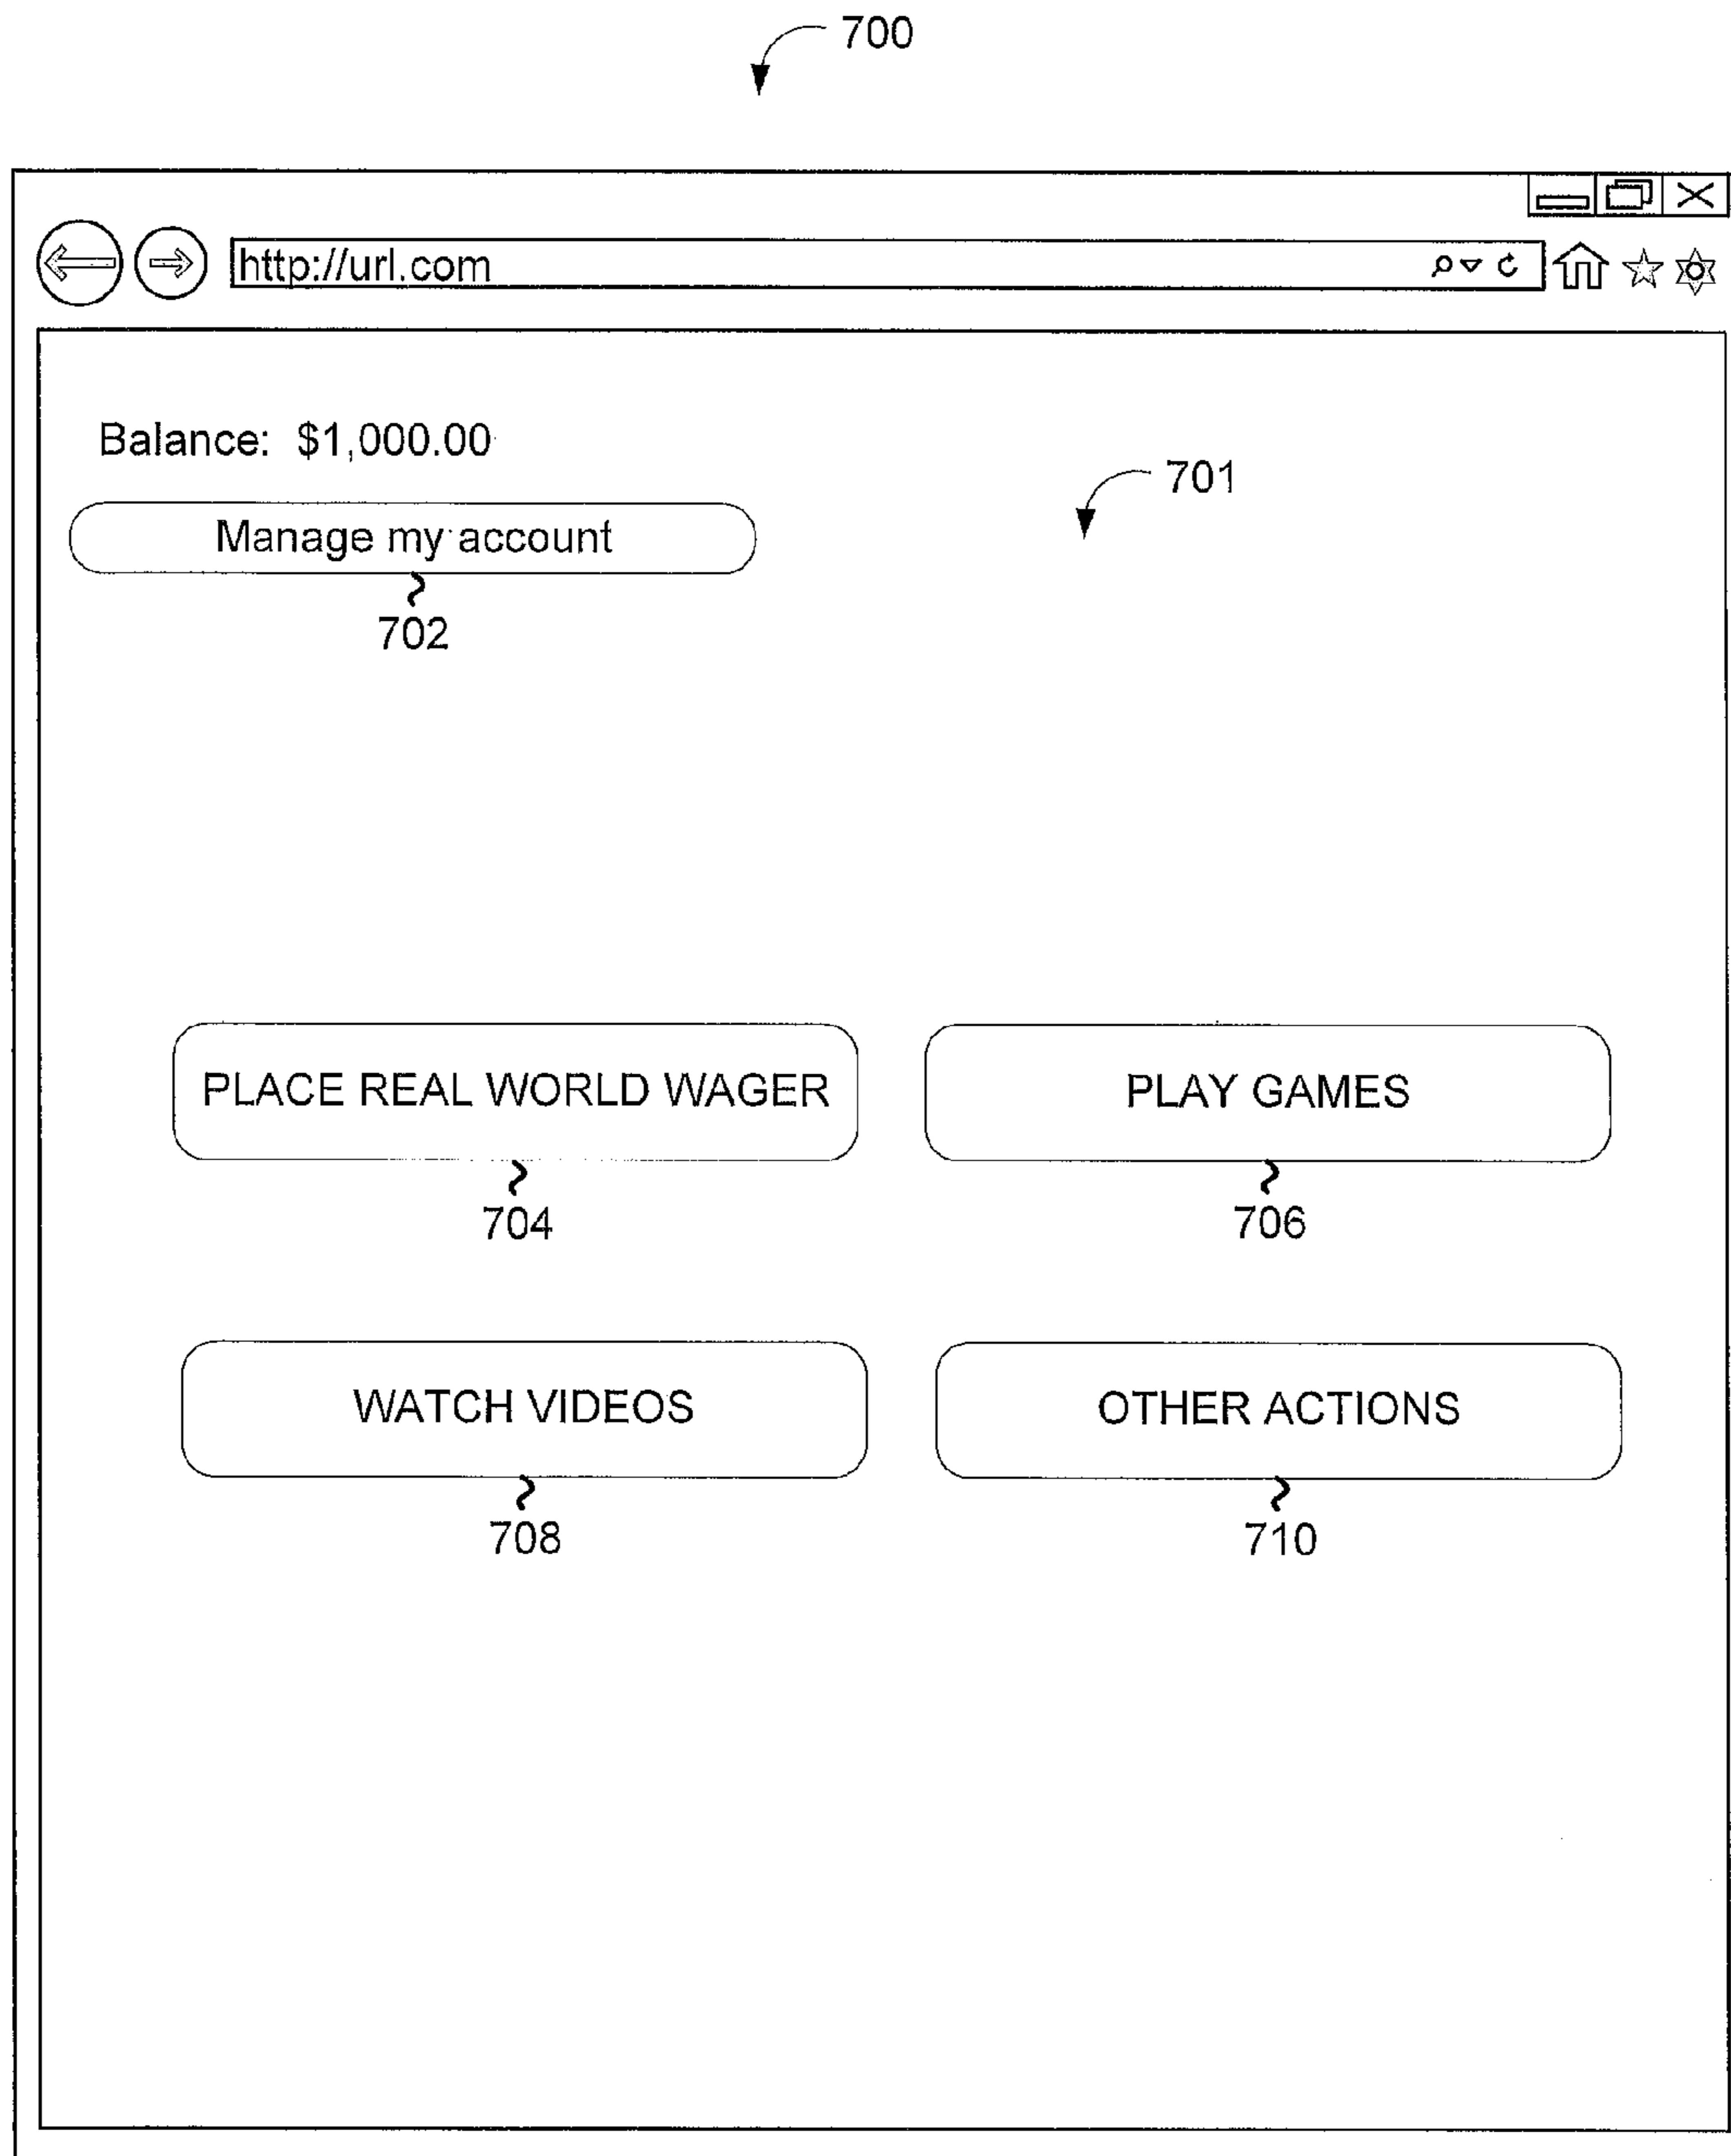 700
http://url.com
Balance: $1,000.00
701
Manage my account
702
PLACE REAL WORLD WAGER
PLAY GAMES
704
706
WATCH VIDEOS
OTHER ACTIONS
708
710